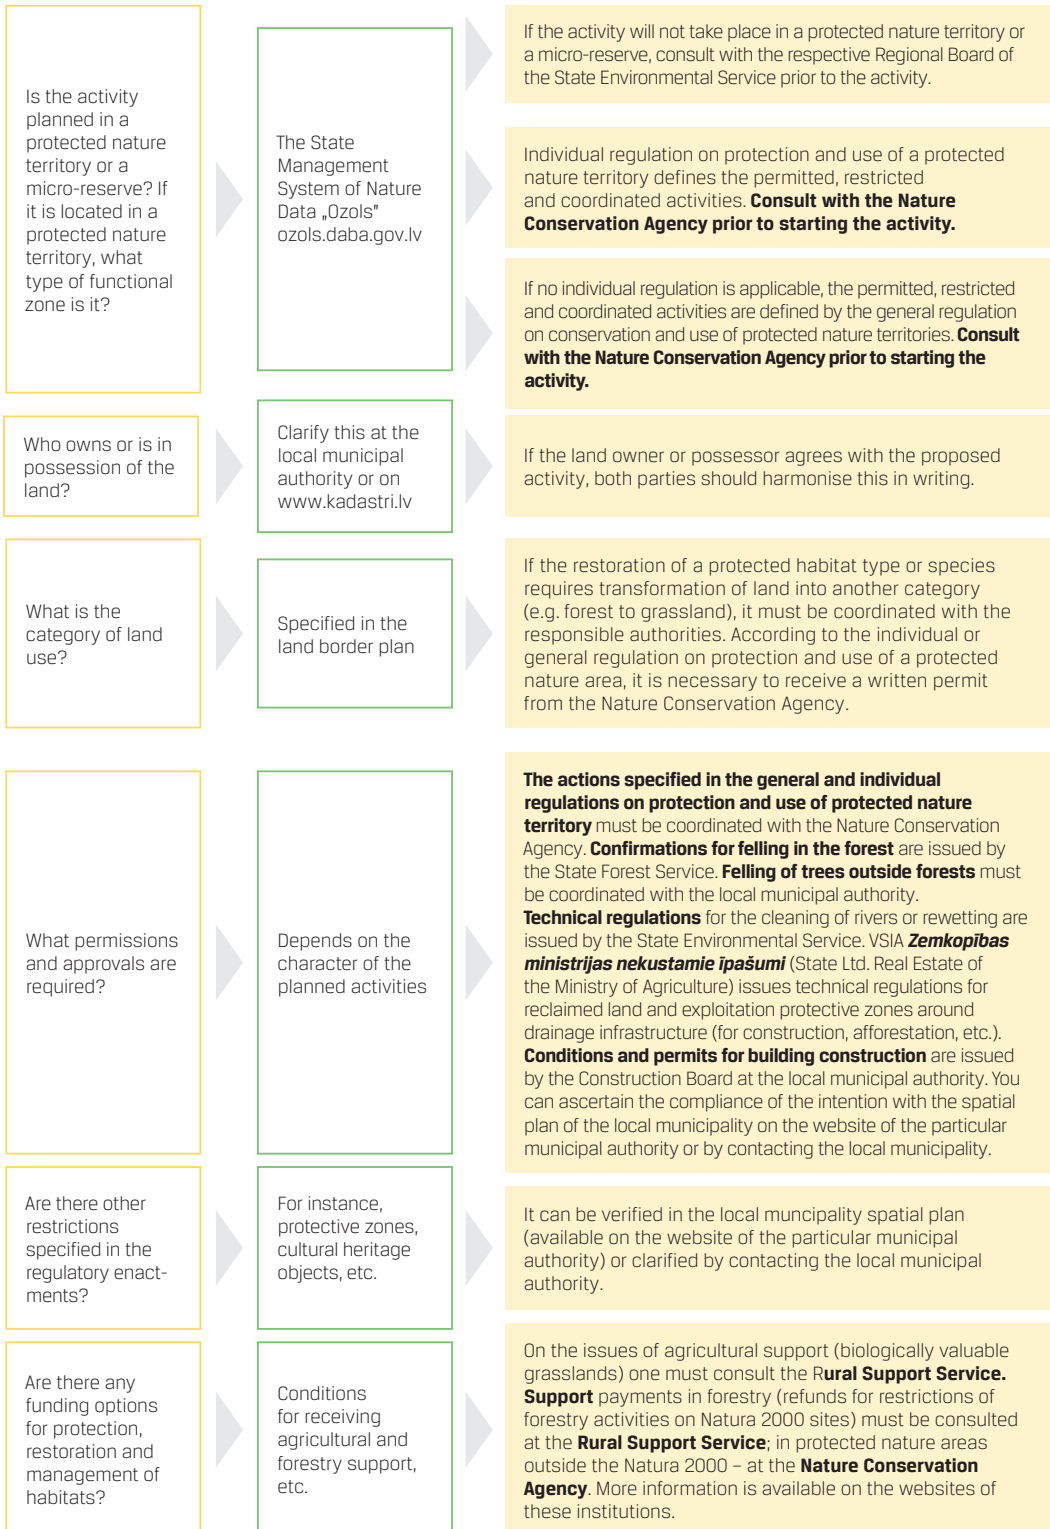 Is the activity
planned in a
protected nature
territory or a
micro-reserve? If
it is located in a
protected nature
territory, what
type of functional
zone is it?
The State
Management
System of Nature
Data „Ozols”
ozols.daba.gov.lv
If the activity will not take place in a protected nature territory or
a micro-reserve, consult with the respective Regional Board of
the State Environmental Service prior to the activity.
Individual regulation on protection and use of a protected
nature territory defines the permitted, restricted
and coordinated activities. Consult with the Nature
Conservation Agency prior to starting the activity.
If no individual regulation is applicable, the permitted, restricted
and coordinated activities are defined by the general regulation
on conservation and use of protected nature territories. Consult
with the Nature Conservation Agency prior to starting the
activity.
Who owns or is in
possession of the
land?
Clarify this at the
local municipal
authority or on
www.kadastri.lv
If the land owner or possessor agrees with the proposed
activity, both parties should harmonise this in writing.
What is the
category of land
use?
Specified in the
land border plan
If the restoration of a protected habitat type or species
requires transformation of land into another category
(e.g. forest to grassland), it must be coordinated with the
responsible authorities. According to the individual or
general regulation on protection and use of a protected
nature area, it is necessary to receive a written permit
from the Nature Conservation Agency.
What permissions
and approvals are
required?
Depends on the
character of the
planned activities
The actions specified in the general and individual
regulations on protection and use of protected nature
territory must be coordinated with the Nature Conservation
Agency. Confirmations for felling in the forest are issued by
the State Forest Service. Felling of trees outside forests must
be coordinated with the local municipal authority.
Technical regulations for the cleaning of rivers or rewetting are
issued by the State Environmental Service. VSIA Zemkopības
ministrijas nekustamie īpašumi (State Ltd. Real Estate of
the Ministry of Agriculture) issues technical regulations for
reclaimed land and exploitation protective zones around
drainage infrastructure (for construction, afforestation, etc.).
Conditions and permits for building construction are issued
by the Construction Board at the local municipal authority. You
can ascertain the compliance of the intention with the spatial
plan of the local municipality on the website of the particular
municipal authority or by contacting the local municipality.
Are there other
restrictions
specified in the
regulatory enact-
ments?
For instance,
protective zones,
cultural heritage
objects, etc.
It can be verified in the local muncipality spatial plan
(available on the website of the particular municipal
authority) or clarified by contacting the local municipal
authority.
Are there any
funding options
for protection,
restoration and
management of
habitats?
Conditions
for receiving
agricultural and
forestry support,
etc.
On the issues of agricultural support (biologically valuable
grasslands) one must consult the Rural Support Service.
Support payments in forestry (refunds for restrictions of
forestry activities on Natura 2000 sites) must be consulted
at the Rural Support Service; in protected nature areas
outside the Natura 2000 – at the Nature Conservation
Agency. More information is available on the websites of
these institutions.